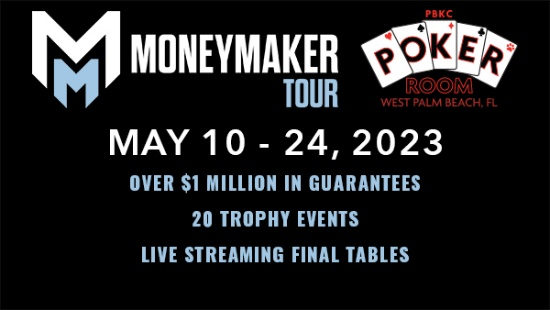 MM
MONEYMAKER
TOUR
PBKC
POKER
ROOM
WEST PALM BEACH, FL
MAY 10 - 24, 2023
OVER $1 MILLION IN GUARANTEES
20 TROPHY EVENTS
LIVE STREAMING FINAL TABLES